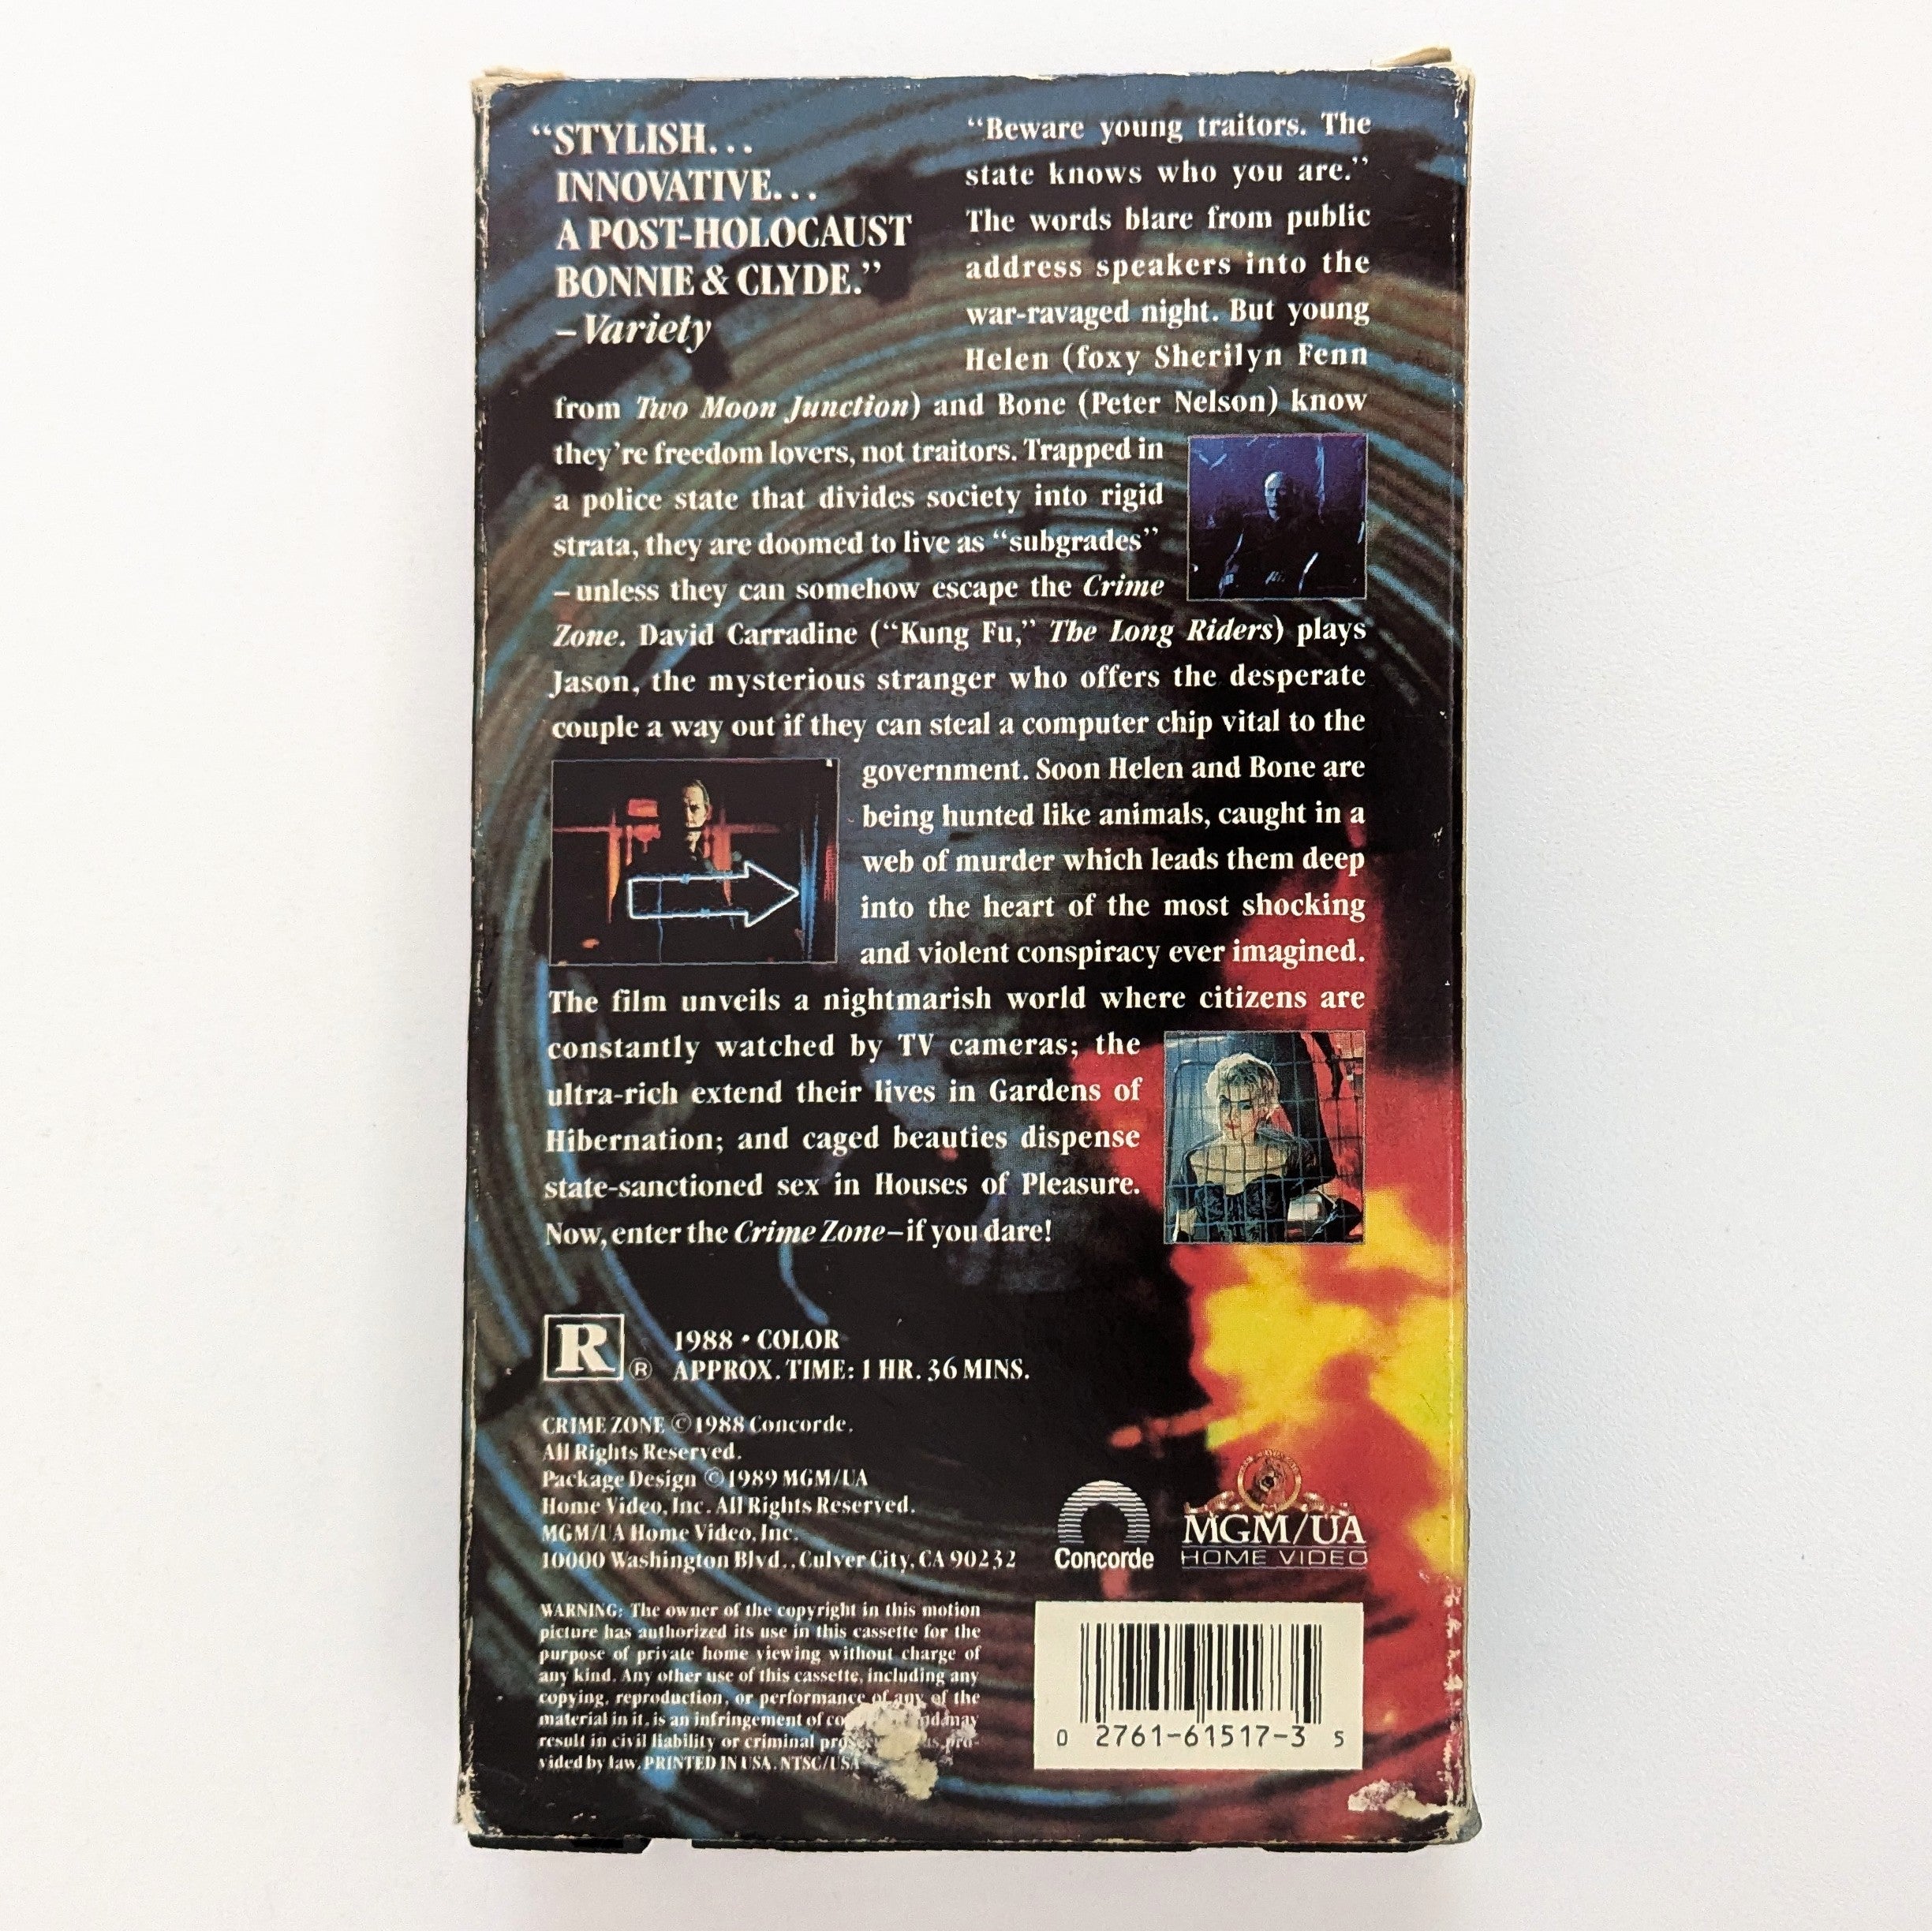 “STYLISH...
INNOVATIVE...
A POST-HOLOCAUST
BONNIE & CLYDE.”
–Variety
“Beware young traitors. The
state knows who you are.”
The words blare from public
address speakers into the
war-ravaged night. But young
Helen (foxy Sherilyn Fenn
from Two Moon Junction) and Bone (Peter Nelson) know
they’re freedom lovers, not traitors. Trapped in
a police state that divides society into rigid
strata, they are doomed to live as “subgrades”
–unless they can somehow escape the Crime
Zone. David Carradine (“Kung Fu,” The Long Riders) plays
Jason, the mysterious stranger who offers the desperate
couple a way out if they can steal a computer chip vital to the
government. Soon Helen and Bone are
being hunted like animals, caught in a
web of murder which leads them deep
into the heart of the most shocking
and violent conspiracy ever imagined.
The film unveils a nightmarish world where citizens are
constantly watched by TV cameras; the
ultra-rich extend their lives in Gardens of
Hibernation; and caged beauties dispense
state-sanctioned sex in Houses of Pleasure.
Now, enter the Crime Zone–if you dare!
R ®
1988 • COLOR
APPROX. TIME: 1 HR. 36 MINS.
CRIME ZONE © 1988 Concorde.
All Rights Reserved.
Package Design © 1989 MGM/UA
Home Video, Inc. All Rights Reserved.
MGM/UA Home Video, Inc.
10000 Washington Blvd., Culver City, CA 90232
Concorde
MGM/UA
HOME VIDEO
WARNING: The owner of the copyright in this motion
picture has authorized its use in this cassette for the
purpose of private home viewing without charge of
any kind. Any other use of this cassette, including any
copying, reproduction, or performance of any of the
material in it, is an infringement of may
result in civil liability or criminal as pro-
vided by law. PRINTED IN USA. NTSC/USA
0 2761-61517-3 5